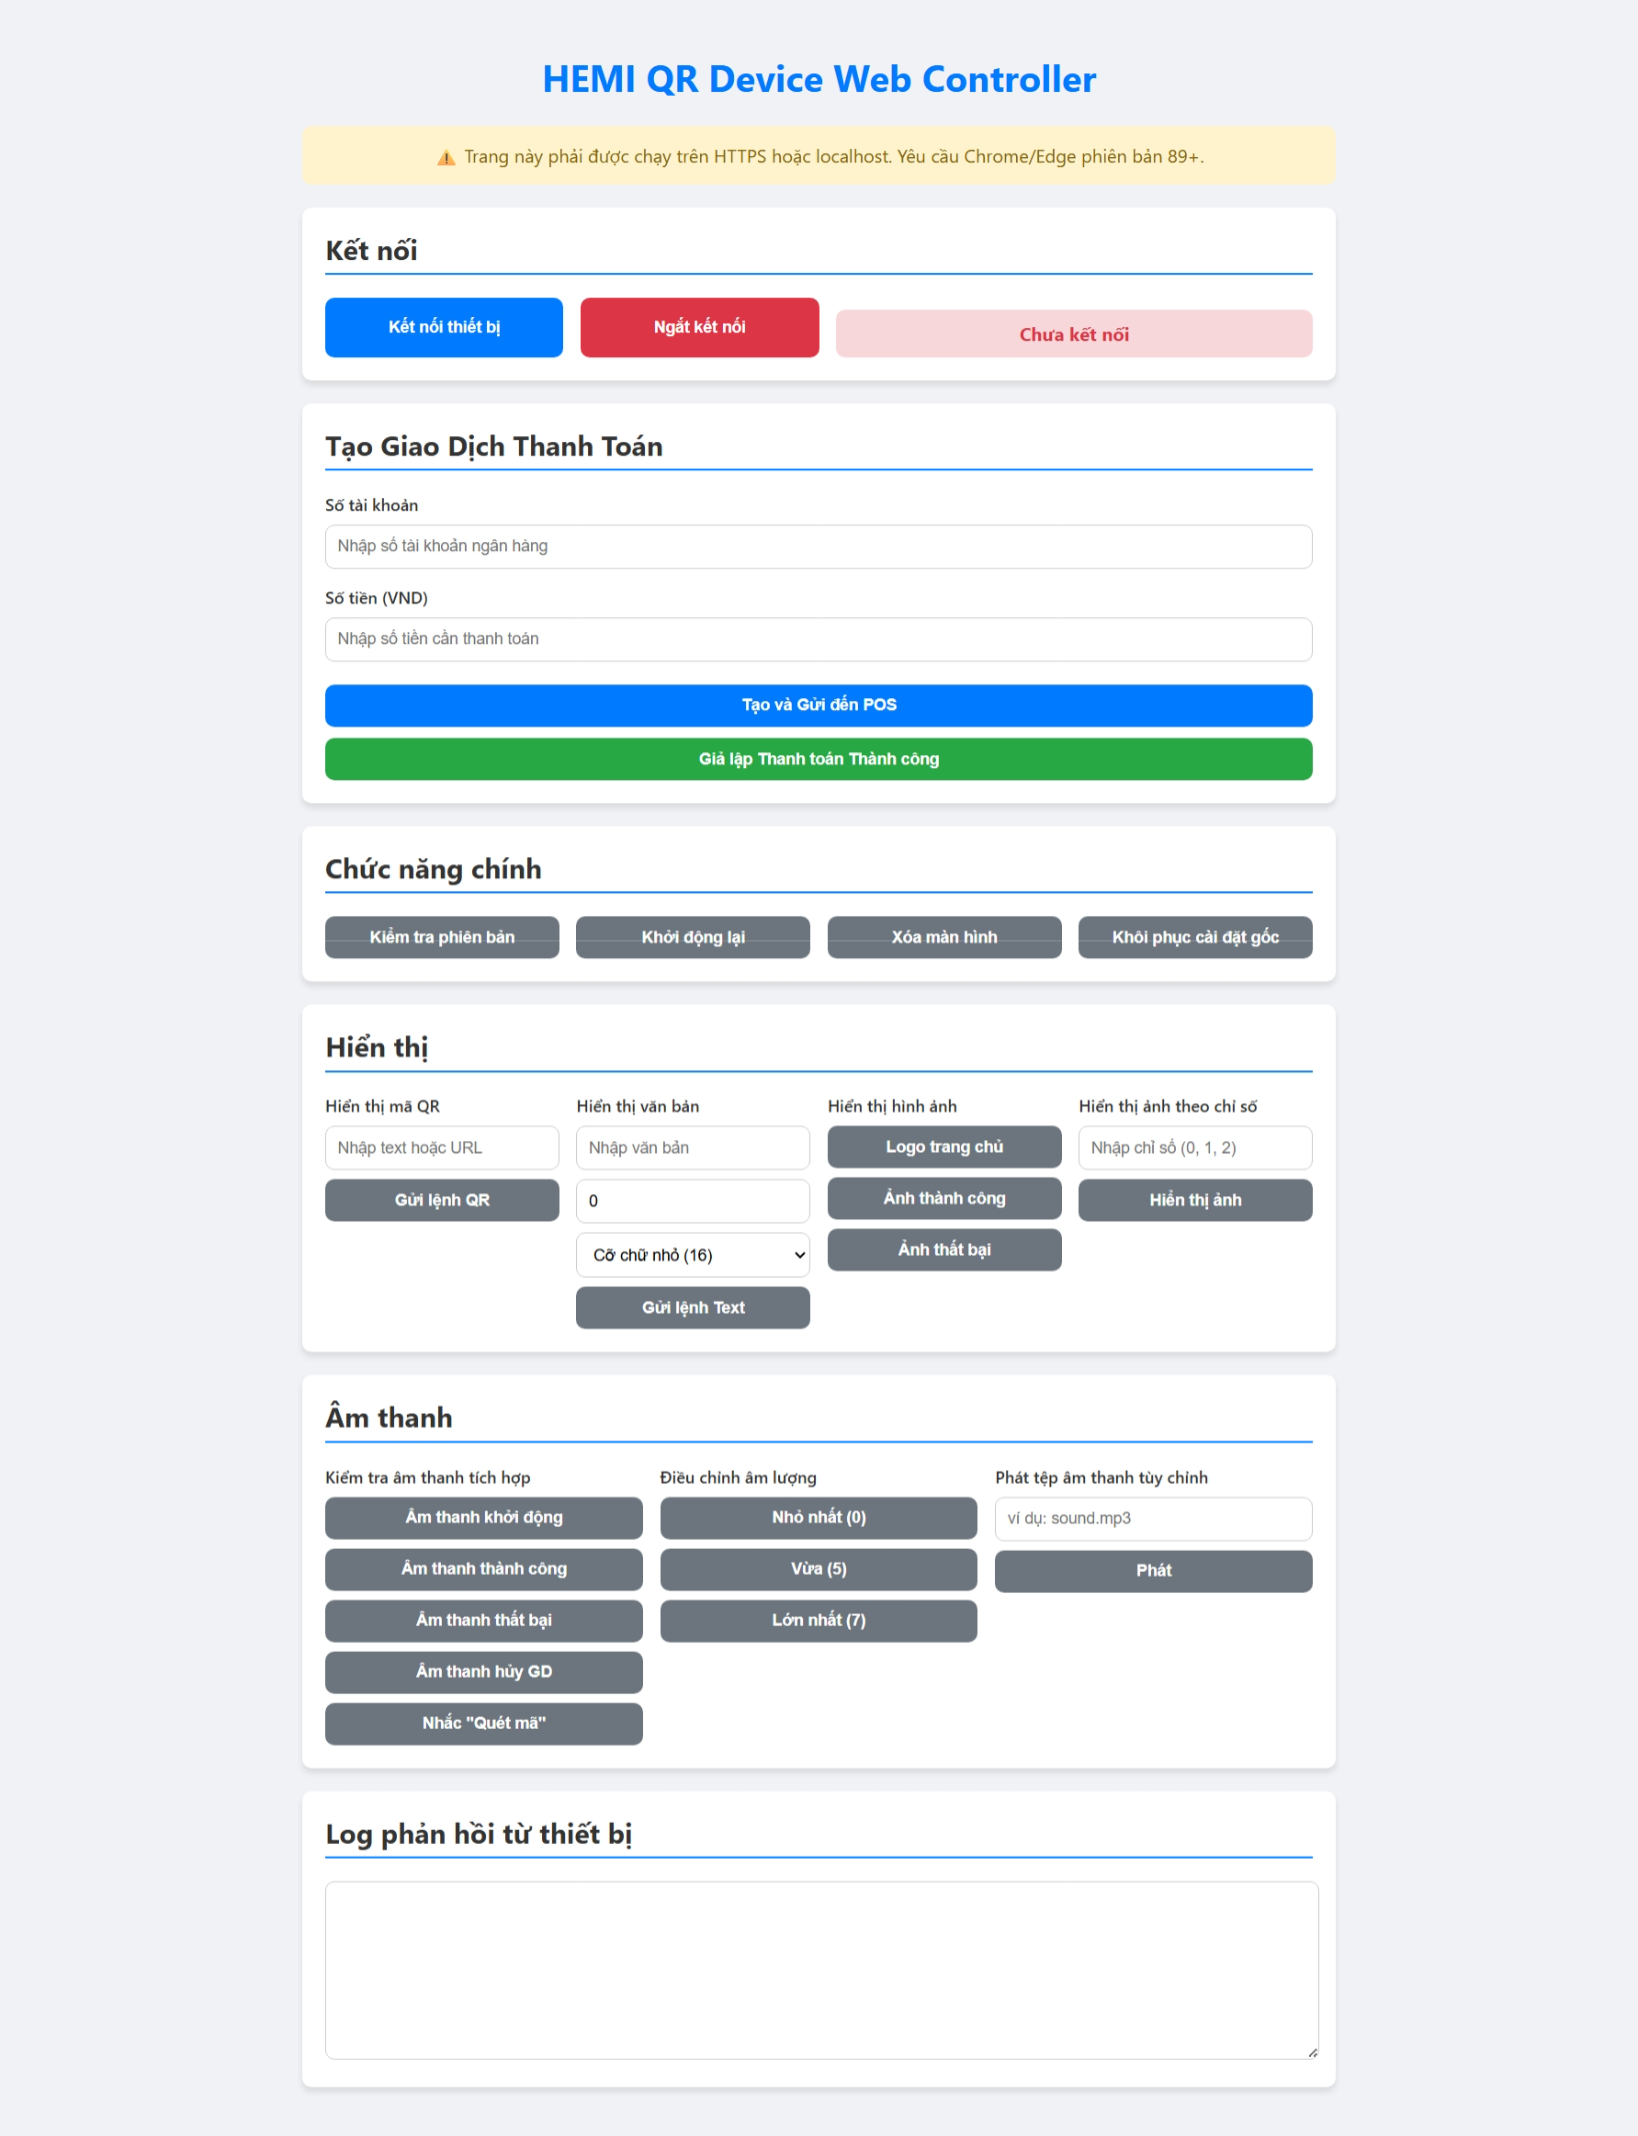 HEMI QR Device Web Controller
⚠ Trang này phải được chạy trên HTTPS hoặc localhost. Yêu cầu Chrome/Edge phiên bản 89+.
Kết nối
Kết nối thiết bị
Ngắt kết nối
Chưa kết nối
Tạo Giao Dịch Thanh Toán
Số tài khoản
Nhập số tài khoản ngân hàng
Số tiền (VND)
Nhập số tiền cần thanh toán
Tạo và Gửi đến POS
Giả lập Thanh toán Thành công
Chức năng chính
Kiểm tra phiên bản
Khởi động lại
Xóa màn hình
Khôi phục cài đặt gốc
Hiển thị
Hiển thị mã QR
Nhập text hoặc URL
Gửi lệnh QR
Hiển thị văn bản
Nhập văn bản
0
Cỡ chữ nhỏ (16)
Gửi lệnh Text
Hiển thị hình ảnh
Logo trang chủ
Ảnh thành công
Ảnh thất bại
Hiển thị ảnh theo chỉ số
Nhập chỉ số (0, 1, 2)
Hiển thị ảnh
Âm thanh
Kiểm tra âm thanh tích hợp
Âm thanh khởi động
Âm thanh thành công
Âm thanh thất bại
Âm thanh hủy GD
Nhắc "Quét mã"
Điều chỉnh âm lượng
Nhỏ nhất (0)
Vừa (5)
Lớn nhất (7)
Phát tệp âm thanh tùy chỉnh
ví dụ: sound.mp3
Phát
Log phản hồi từ thiết bị